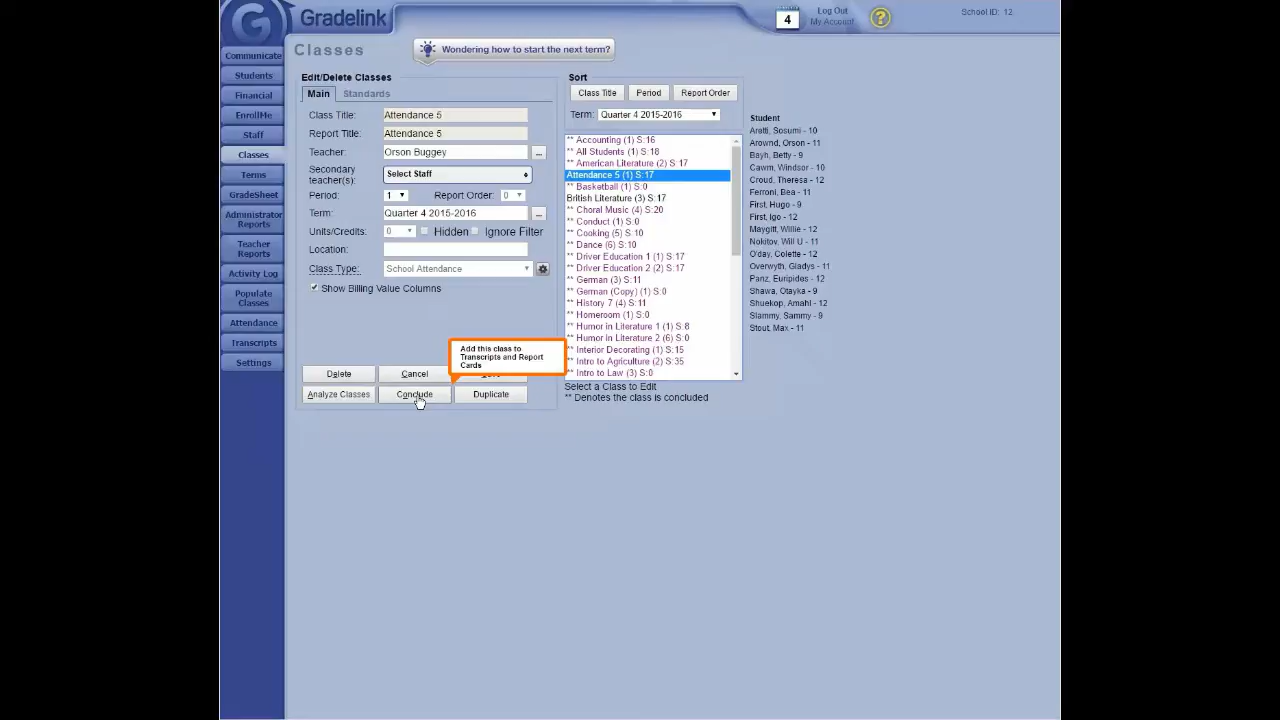 Gradelink
4
Log Out
My Account
?
School ID: 12.
Communicate
Students
Financial
EnrollMe
Staff
Classes
Terms
GradeSheet
Administrator
Reports
Teacher
Reports
Activity Log
Populate
Classes
Attendance
Transcripts
Settings
Classes
Wondering how to start the next term?
Edit/Delete Classes
Main
Standards
Class Title: Attendance 5
Report Title: Attendance 5
Teacher: Orson Buggey ...
Secondary
teacher(s): Select Staff
Period: 1 Report Order: 0
Term: Quarter 4 2015-2016 ...
Units/Credits: 0 Hidden Ignore Filter
Location:
Class Type: School Attendance
Show Billing Value Columns
Add this class to
Transcripts and Report
Cards
Delete Cancel
Analyze Classes Conclude Duplicate
Sort
Class Title Period Report Order
Term: Quarter 4 2015-2016
** Accounting (1) S:16
** All Students (1) S:18
** American Literature (2) S:17
Attendance 5 (1) S:17
** Basketball (1) S:0
British Literature (3) S:17
** Choral Music (4) S:20
** Conduct (1) S:0
** Cooking (5) S:10
** Dance (6) S:10
** Driver Education 1 (1) S:17
** Driver Education 2 (2) S:17
** German (3) S:11
** German (Copy) (1) S:0
** History 7 (4) S:11
** Homeroom (1) S:0
** Humor in Literature 1 (1) S:8
** Humor in Literature 2 (6) S:0
** Interior Decorating (1) S:15
** Intro to Agriculture (2) S:35
** Intro to Law (3) S:0
Select a Class to Edit
** Denotes the class is concluded
Student
Aretti, Sosumi - 10
Arownd, Orson - 11
Bayh, Betty - 9
Cawm, Windsor - 10
Croud, Theresa - 12
Ferroni, Bea - 11
First, Hugo - 9
First, Igo - 12
Maygitt, Willie - 12
Nokitov, Will U - 11
O'day, Colette - 12
Overwyth, Gladys - 11
Panz, Euripides - 12
Shawa, Otayka - 9
Shuekop, Amahl - 12
Slammy, Sammy - 9
Stout, Max - 11